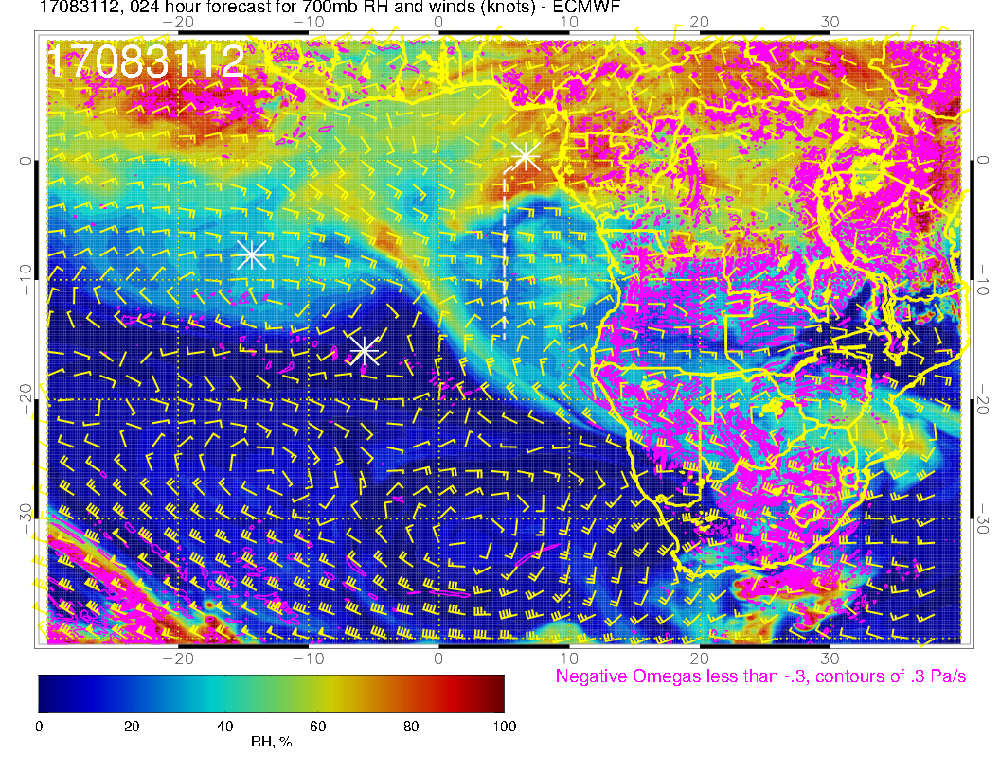 17083112, 024 hour forecast for 700mb RH and winds (knots) - ECMWF
−20 −10 0 10 20 30
17083112
0 0
−10 −10
−20 −20
−30 −30
−20 −10 0 10 20 30
Negative Omegas less than -.3, contours of .3 Pa/s
0 20 40 60 80 100
RH, %